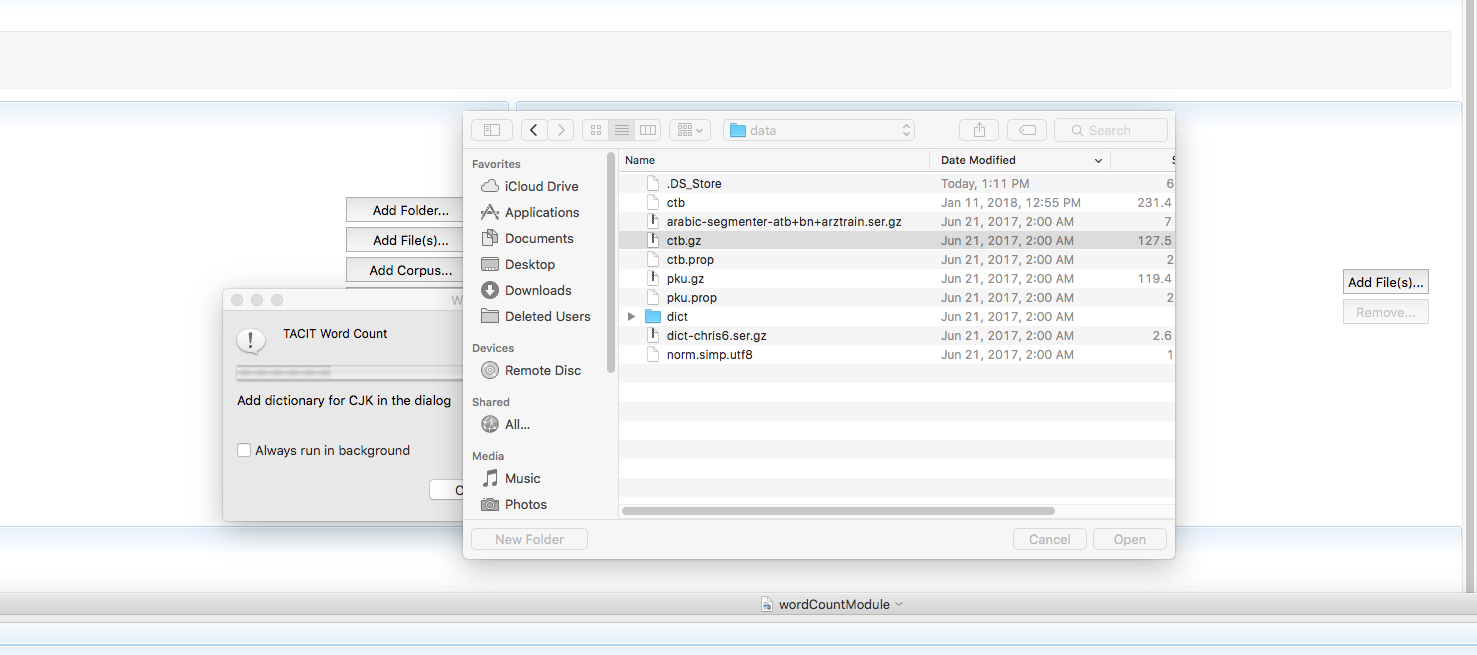 data
Search
Favorites
iCloud Drive
Applications
Documents
Desktop
Downloads
Deleted Users
Devices
Remote Disc
Shared
All...
Media
Music
Photos
Name Date Modified
.DS_Store Today, 1:11 PM 6
ctb Jan 11, 2018, 12:55 PM 231.4
arabic-segmenter-atb+bn+arztrain.ser.gz Jun 21, 2017, 2:00 AM 7
ctb.gz Jun 21, 2017, 2:00 AM 127.5
ctb.prop Jun 21, 2017, 2:00 AM 2
pku.gz Jun 21, 2017, 2:00 AM 119.4
pku.prop Jun 21, 2017, 2:00 AM 2
dict Jun 21, 2017, 2:00 AM
dict-chris6.ser.gz Jun 21, 2017, 2:00 AM 2.6
norm.simp.utf8 Jun 21, 2017, 2:00 AM 1
New Folder Cancel Open
Add Folder...
Add File(s)...
Add Corpus...
TACIT Word Count
Add dictionary for CJK in the dialog
Always run in background
Add File(s)...
Remove...
wordCountModule